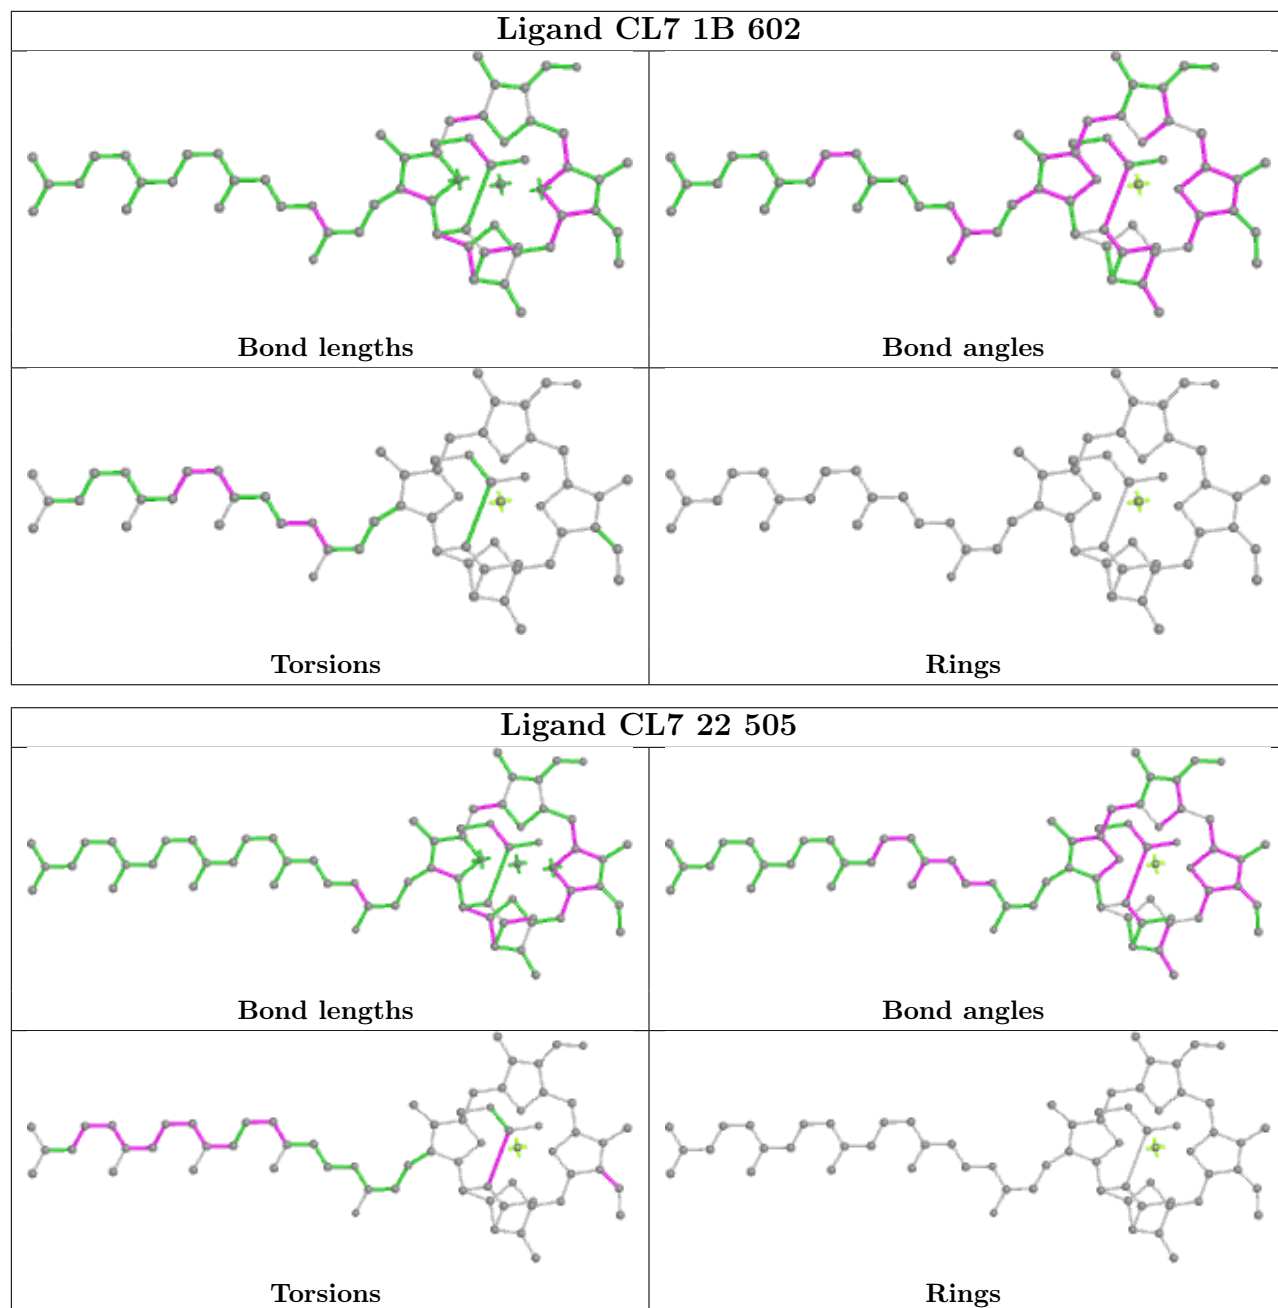 Ligand CL7 1B 602
Bond lengths
Bond angles
Torsions
Rings
Ligand CL7 22 505
Bond lengths
Bond angles
Torsions
Rings